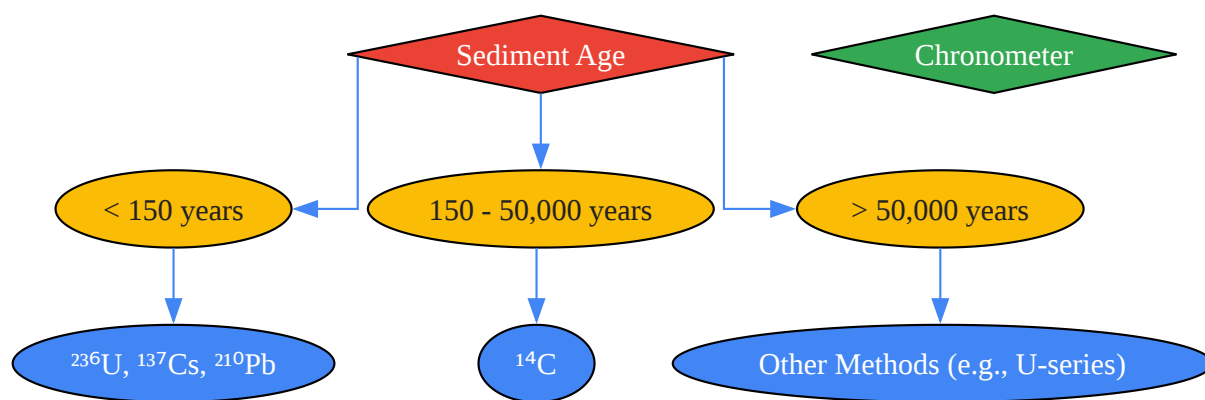 Sediment Age
Chronometer
< 150 years
150 - 50,000 years
> 50,000 years
²³⁶U, ¹³⁷Cs, ²¹⁰Pb
¹⁴C
Other Methods (e.g., U-series)